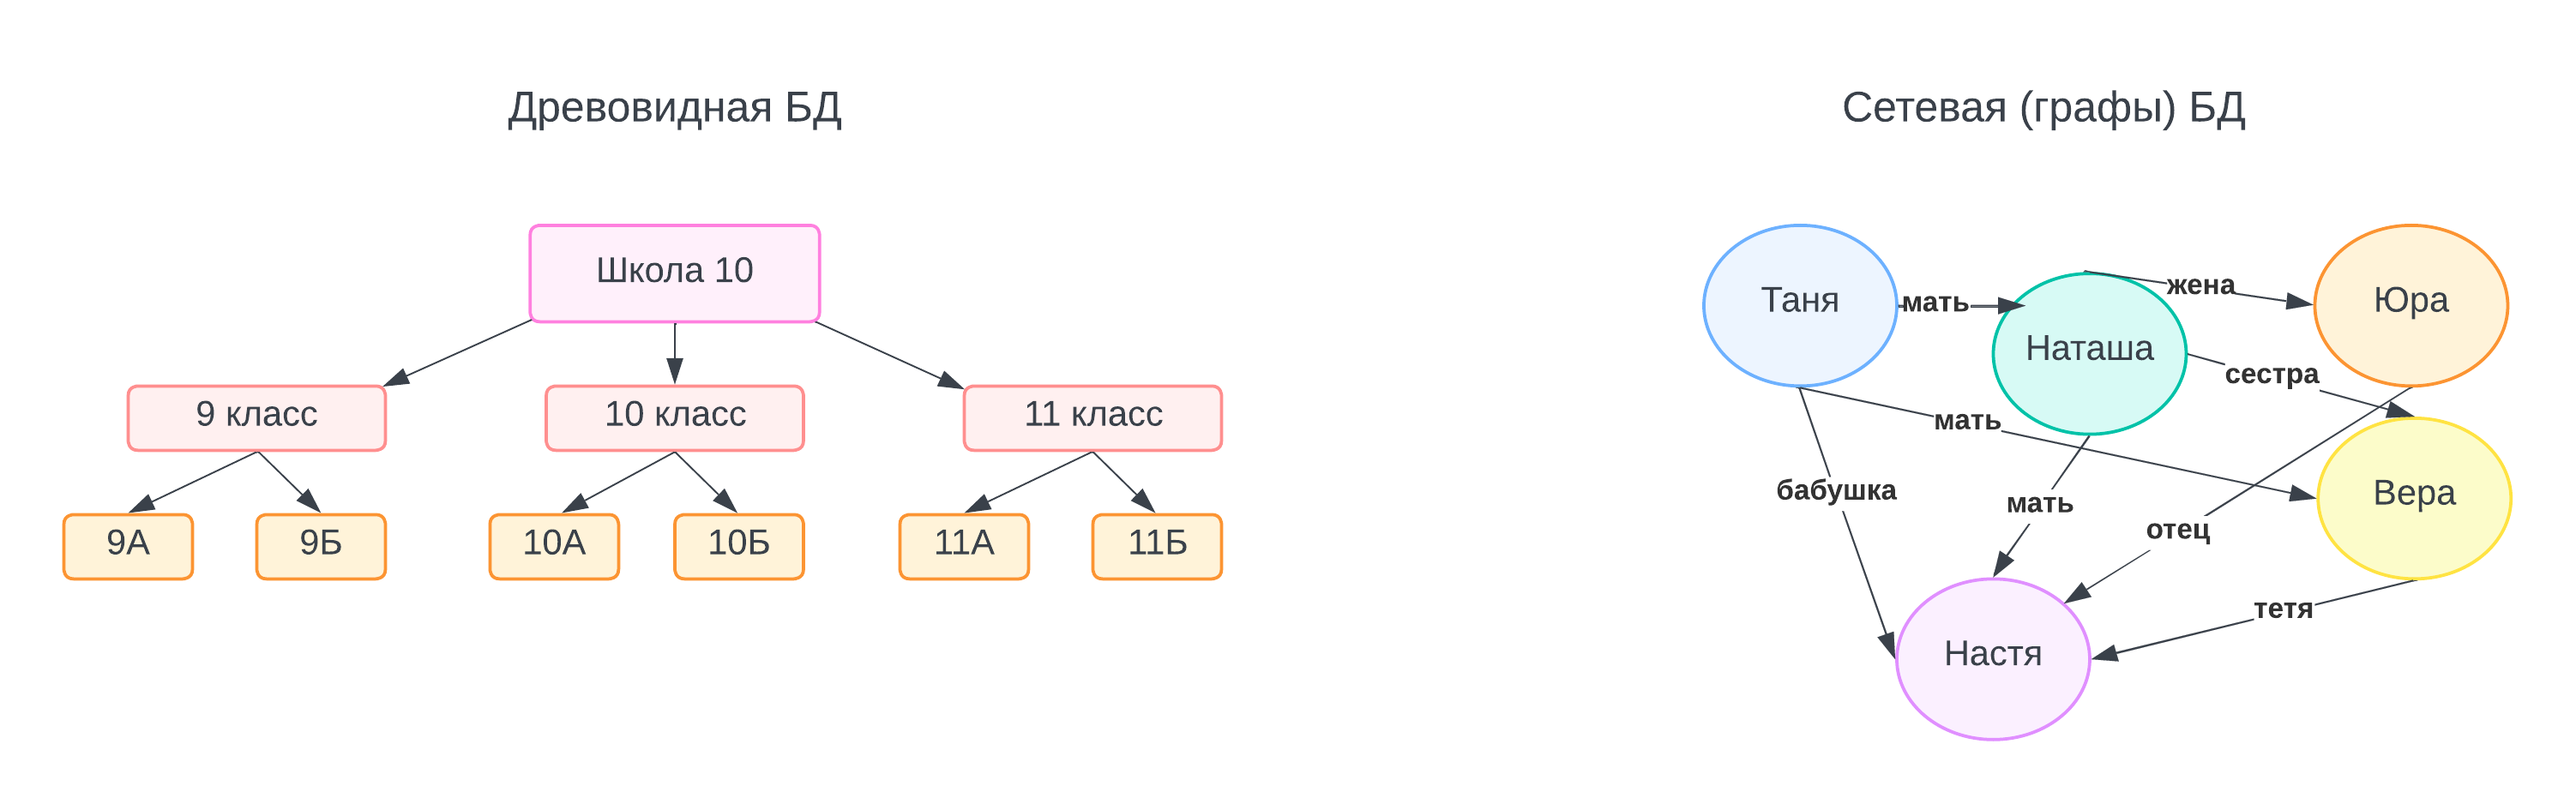 Древовидная БД
Школа 10
9 класс
10 класс
11 класс
9А
9Б
10А
10Б
11А
11Б
Сетевая (графы) БД
Таня
мать
Наташа
жена
Юра
сестра
мать
Вера
бабушка
мать
отец
тетя
Настя